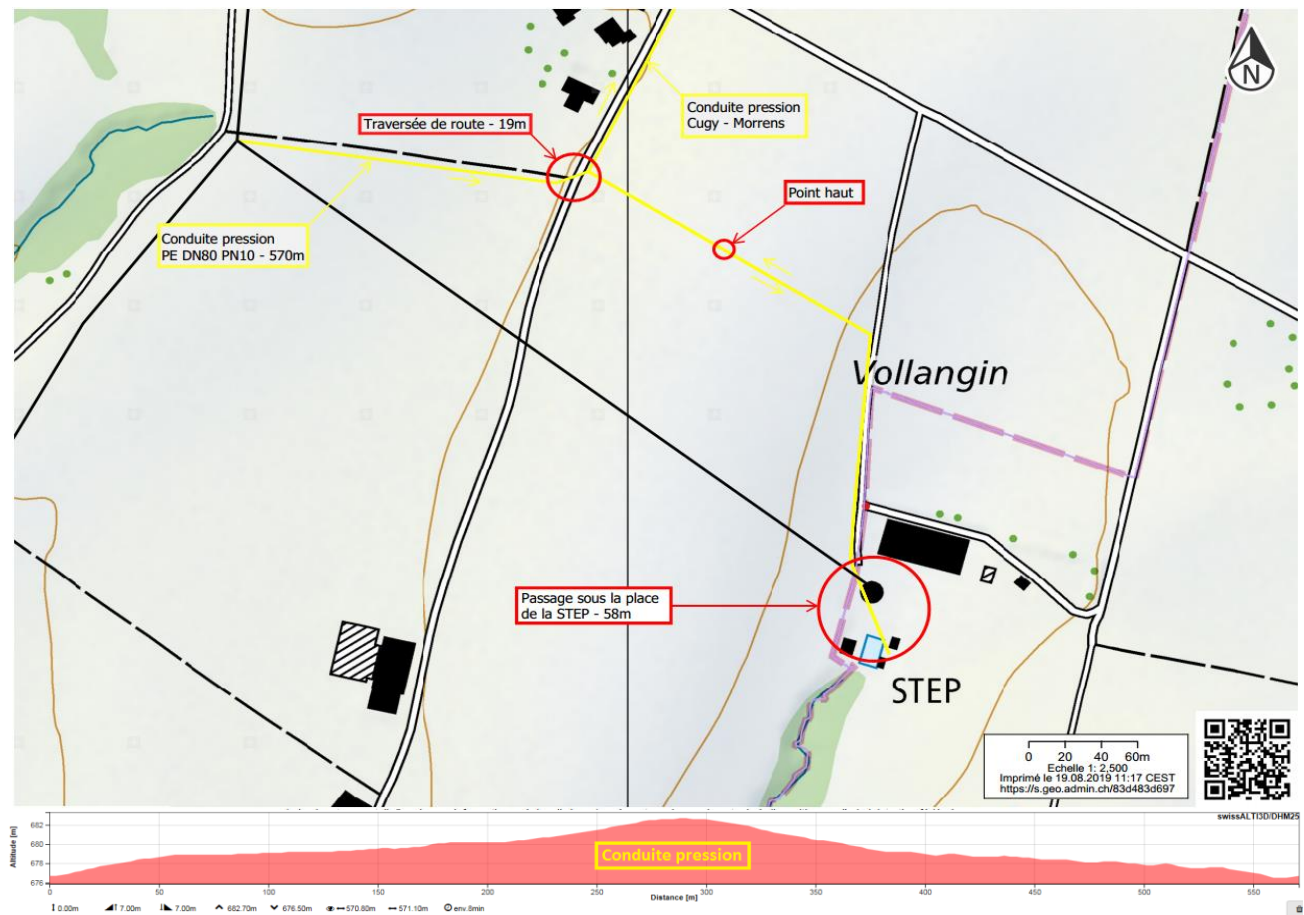 N
Conduite pression
Cugy - Morrens
Traversée de route - 19m
Point haut
Conduite pression
PE DN80 PN10 - 570m
Vollangin
Passage sous la place
de la STEP - 58m
STEP
0 20 40 60m
Echelle 1: 2,500
Imprimé le 19.08.2019 11:17 CEST
https://s.geo.admin.ch/83d483d697
swissALTI3D/DHM25
Altitude [m]
682
680
678
676
Conduite pression
0 50 100 150 200 250 300 350 400 450 500 550
Distance [m]
0.00m 7.00m 7.00m 682.70m 676.50m 570.80m 571.10m env.8min